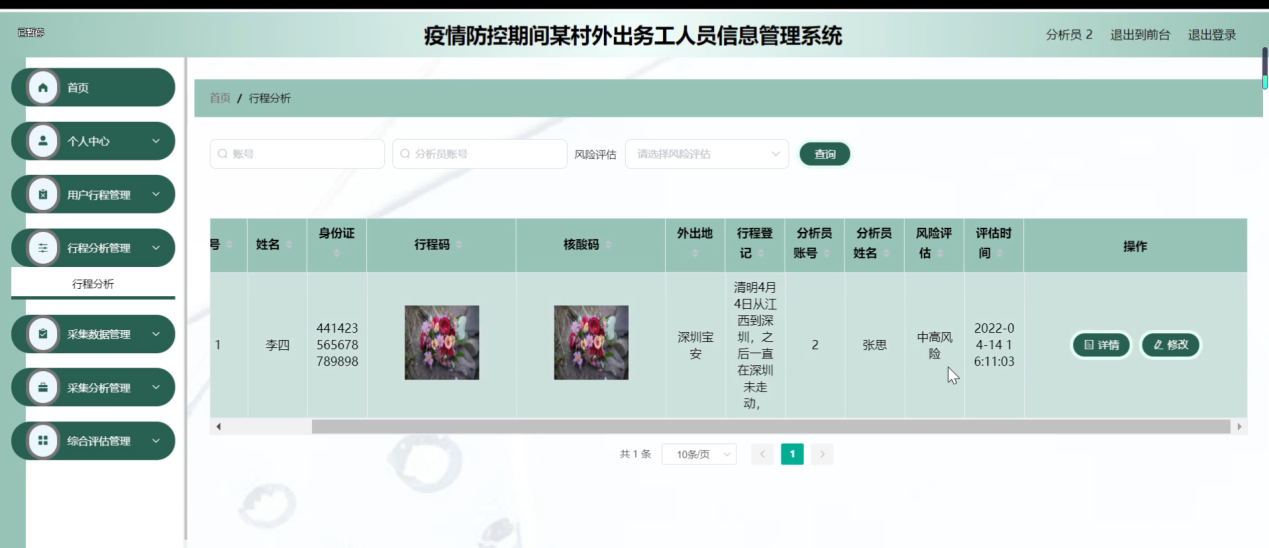 疫情防控期间某村外出务工人员信息管理系统
分析员 2 退出到前台 退出登录
首页
个人中心
用户行程管理
行程分析管理
行程分析
采集数据管理
采集分析管理
综合评估管理
首页 / 行程分析
账号 分析员账号 风险评估 请选择风险评估 查询
号 姓名 身份证 行程码 核酸码 外出地 行程登记 分析员账号 分析员姓名 风险评估 评估时间 操作
1
李四
441423
565678
789898
深圳宝
安
清明4月
4日从江
西到深
圳，之
后一直
在深圳
未走
动，
2
张思
中高风
险
2022-0
4-14 1
6:11:03
详情 修改
共 1 条 10条/页 1